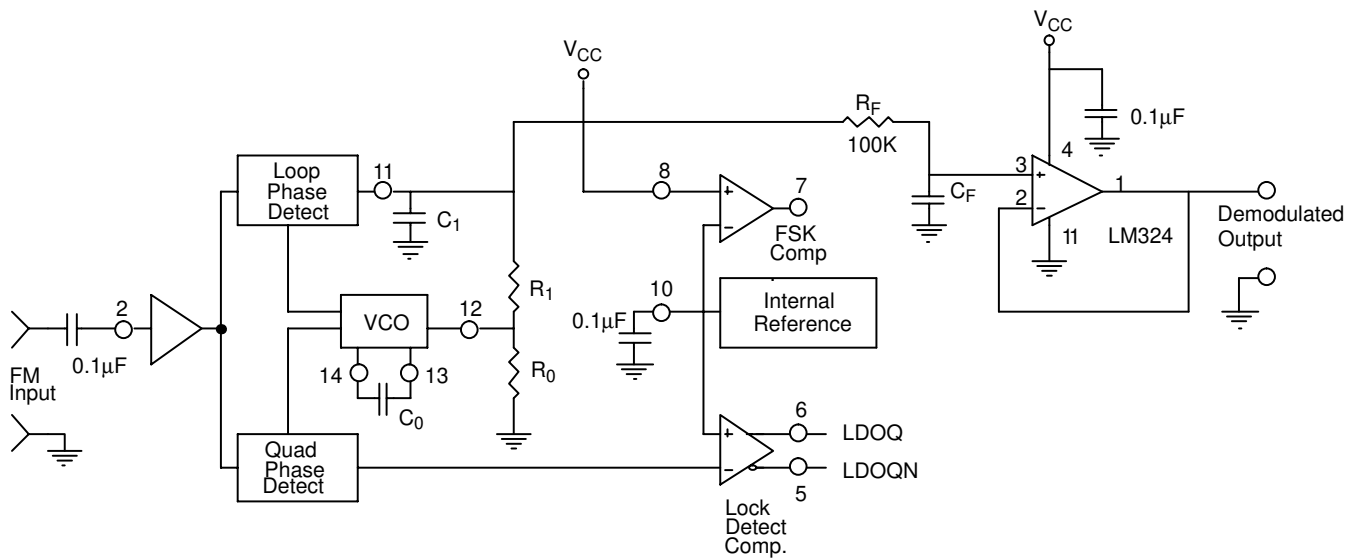 VCC
VCC
RF
100K
0.1μF
4
3
+
2
-
1
11
LM324
Demodulated
Output
CF
Loop
Phase
Detect
11
C1
8
+
-
7
FSK
Comp
R1
10
0.1μF
Internal
Reference
2
0.1μF
FM
Input
VCO
12
14
13
C0
R0
Quad
Phase
Detect
+
-
6
LDOQ
LDOQN
5
Lock
Detect
Comp.